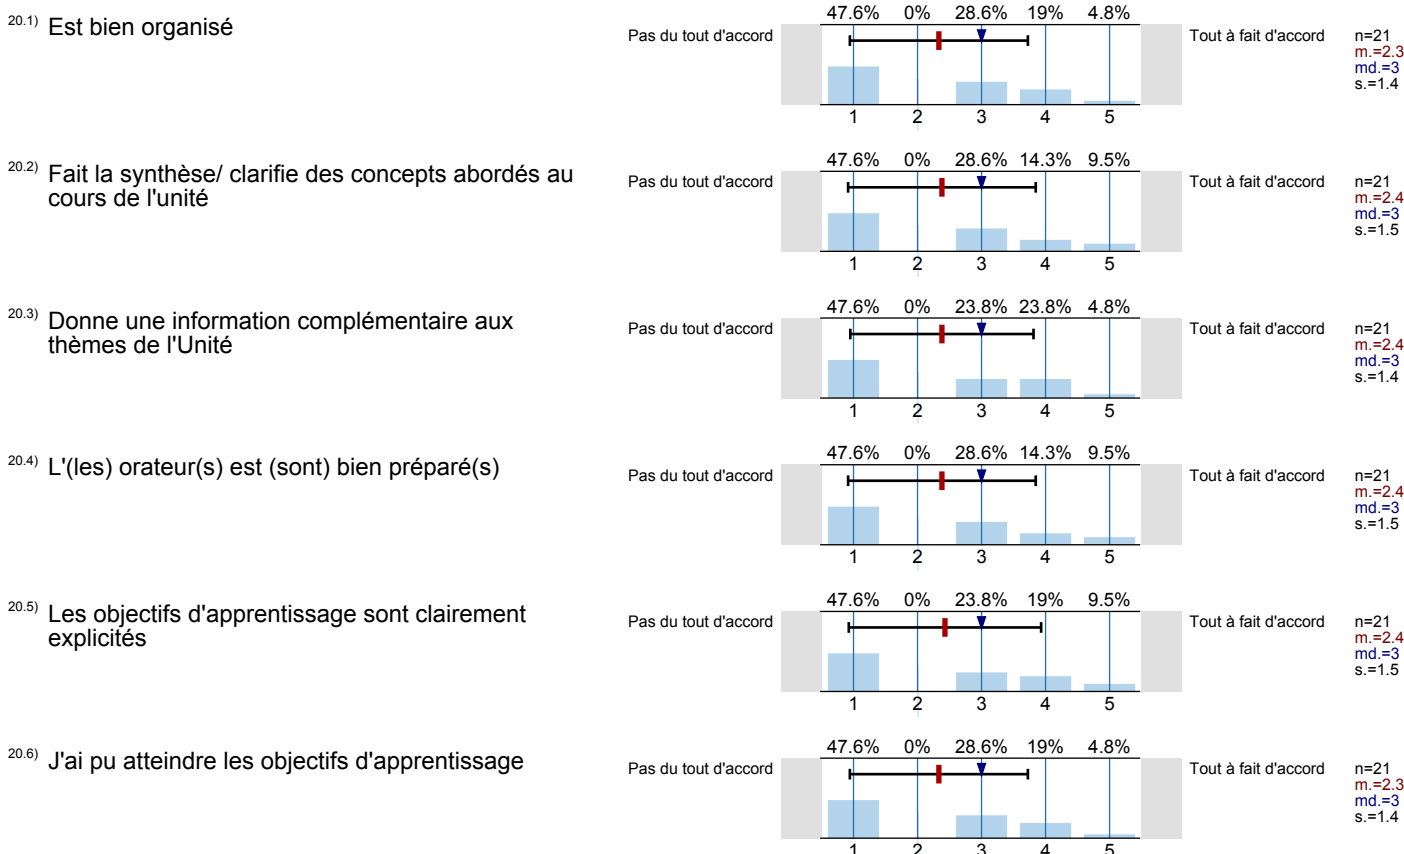 20.1) Est bien organisé
47.6% 0% 28.6% 19% 4.8%
Pas du tout d'accord
Tout à fait d'accord
n=21
m.=2.3
md.=3
s.=1.4
1 2 3 4 5
20.2) Fait la synthèse/ clarifie des concepts abordés au
cours de l'unité
47.6% 0% 28.6% 14.3% 9.5%
Pas du tout d'accord
Tout à fait d'accord
n=21
m.=2.4
md.=3
s.=1.5
1 2 3 4 5
20.3) Donne une information complémentaire aux
thèmes de l'Unité
47.6% 0% 23.8% 23.8% 4.8%
Pas du tout d'accord
Tout à fait d'accord
n=21
m.=2.4
md.=3
s.=1.4
1 2 3 4 5
20.4) L'(les) orateur(s) est (sont) bien préparé(s)
47.6% 0% 28.6% 14.3% 9.5%
Pas du tout d'accord
Tout à fait d'accord
n=21
m.=2.4
md.=3
s.=1.5
1 2 3 4 5
20.5) Les objectifs d'apprentissage sont clairement
explicités
47.6% 0% 23.8% 19% 9.5%
Pas du tout d'accord
Tout à fait d'accord
n=21
m.=2.4
md.=3
s.=1.5
1 2 3 4 5
20.6) J'ai pu atteindre les objectifs d'apprentissage
47.6% 0% 28.6% 19% 4.8%
Pas du tout d'accord
Tout à fait d'accord
n=21
m.=2.3
md.=3
s.=1.4
1 2 3 4 5